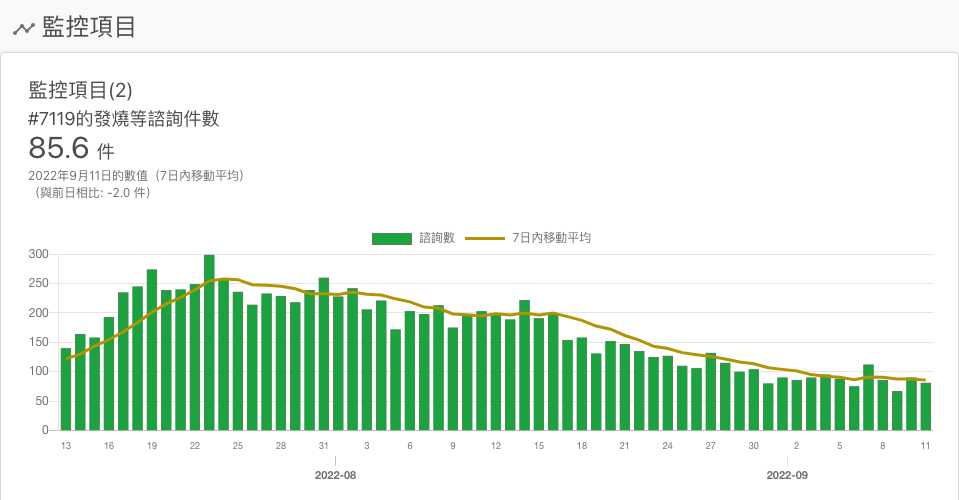 監控項目
監控項目(2)
#7119的發燒等諮詢件數
85.6 件
2022年9月11日的數值（7日內移動平均）
（與前日相比: -2.0 件）
諮詢數 7日內移動平均
300
250
200
150
100
50
0
13 16 19 22 25 28 31 3 6 9 12 15 18 21 24 27 30 2 5 8 11
2022-08 2022-09